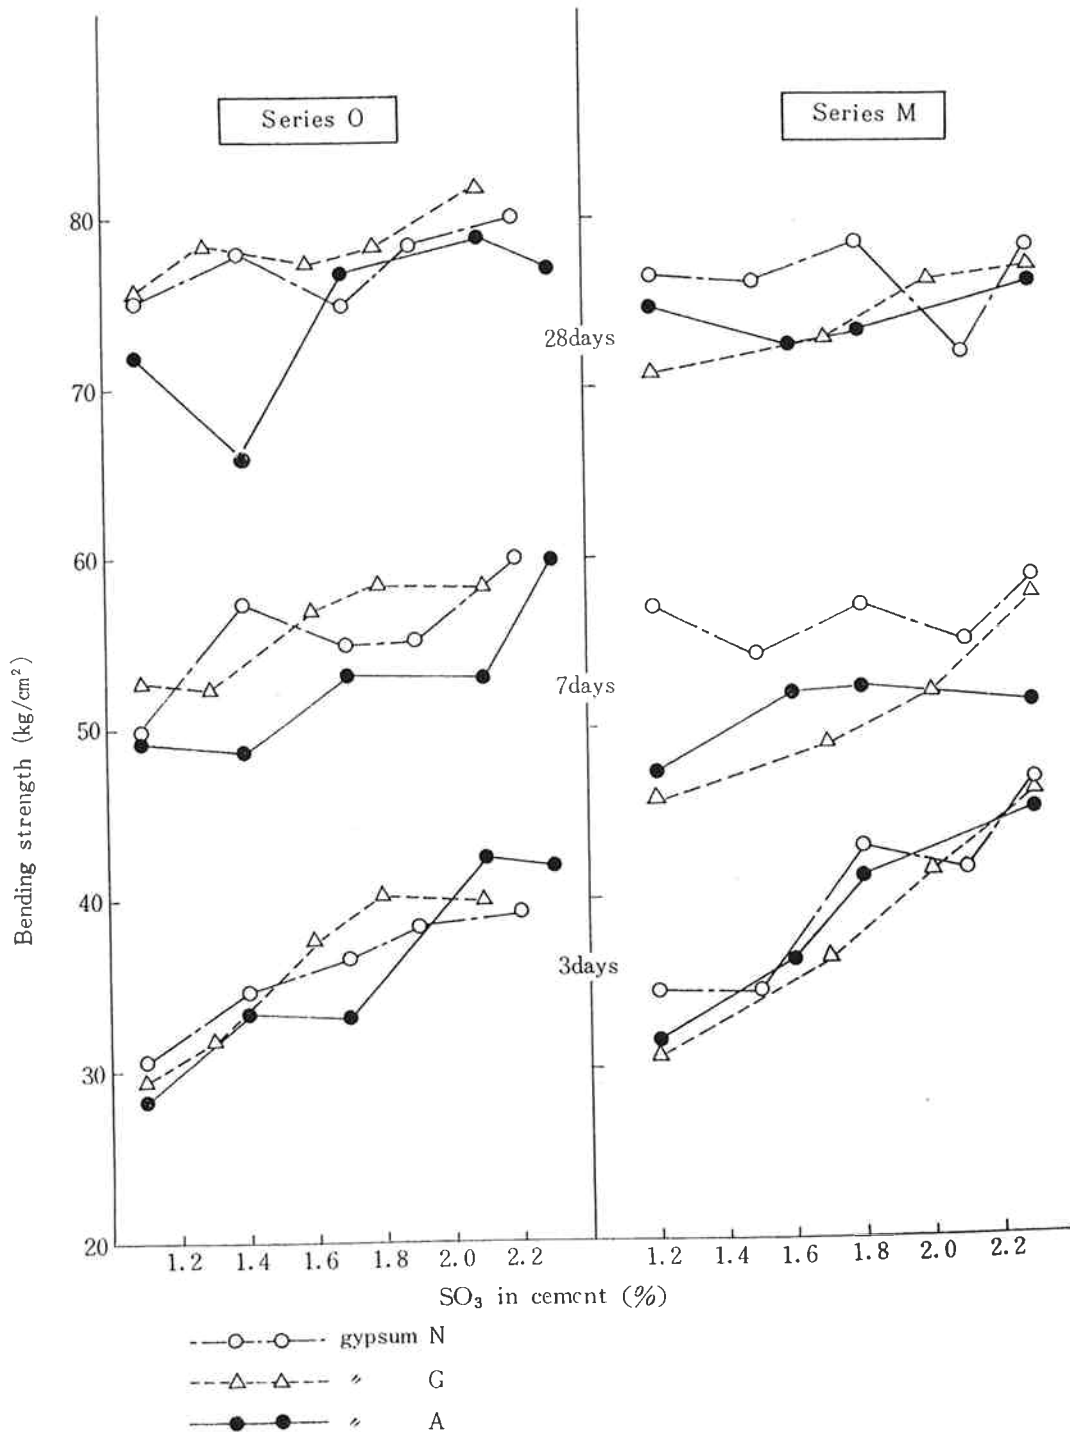 Series O
Series M
80
70
60
50
40
30
20
28days
7days
3days
Bending strength (kg/cm²)
1.2 1.4 1.6 1.8 2.0 2.2
1.2 1.4 1.6 1.8 2.0 2.2
SO₃ in cement (%)
gypsum N
〃 G
〃 A